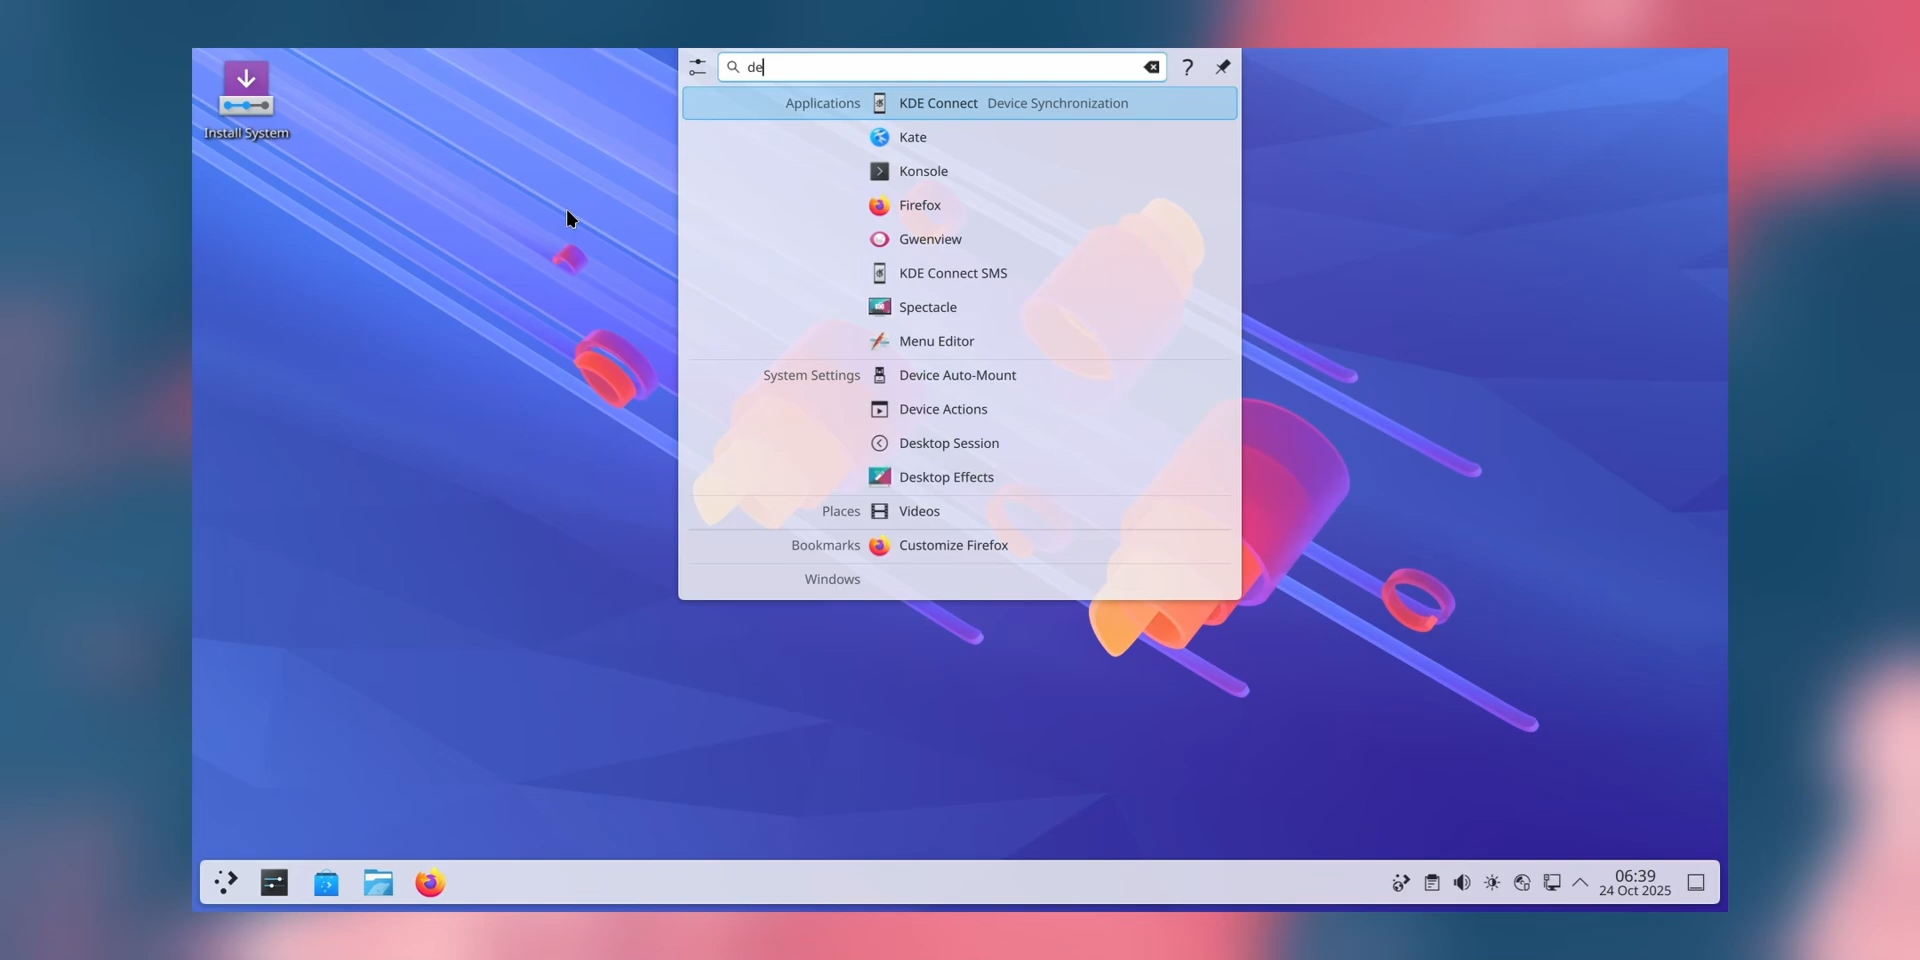 Install System
de
?
Applications KDE Connect Device Synchronization
Kate
Konsole
Firefox
Gwenview
KDE Connect SMS
Spectacle
Menu Editor
System Settings Device Auto-Mount
Device Actions
Desktop Session
Desktop Effects
Places Videos
Bookmarks Customize Firefox
Windows
06:39
24 Oct 2025